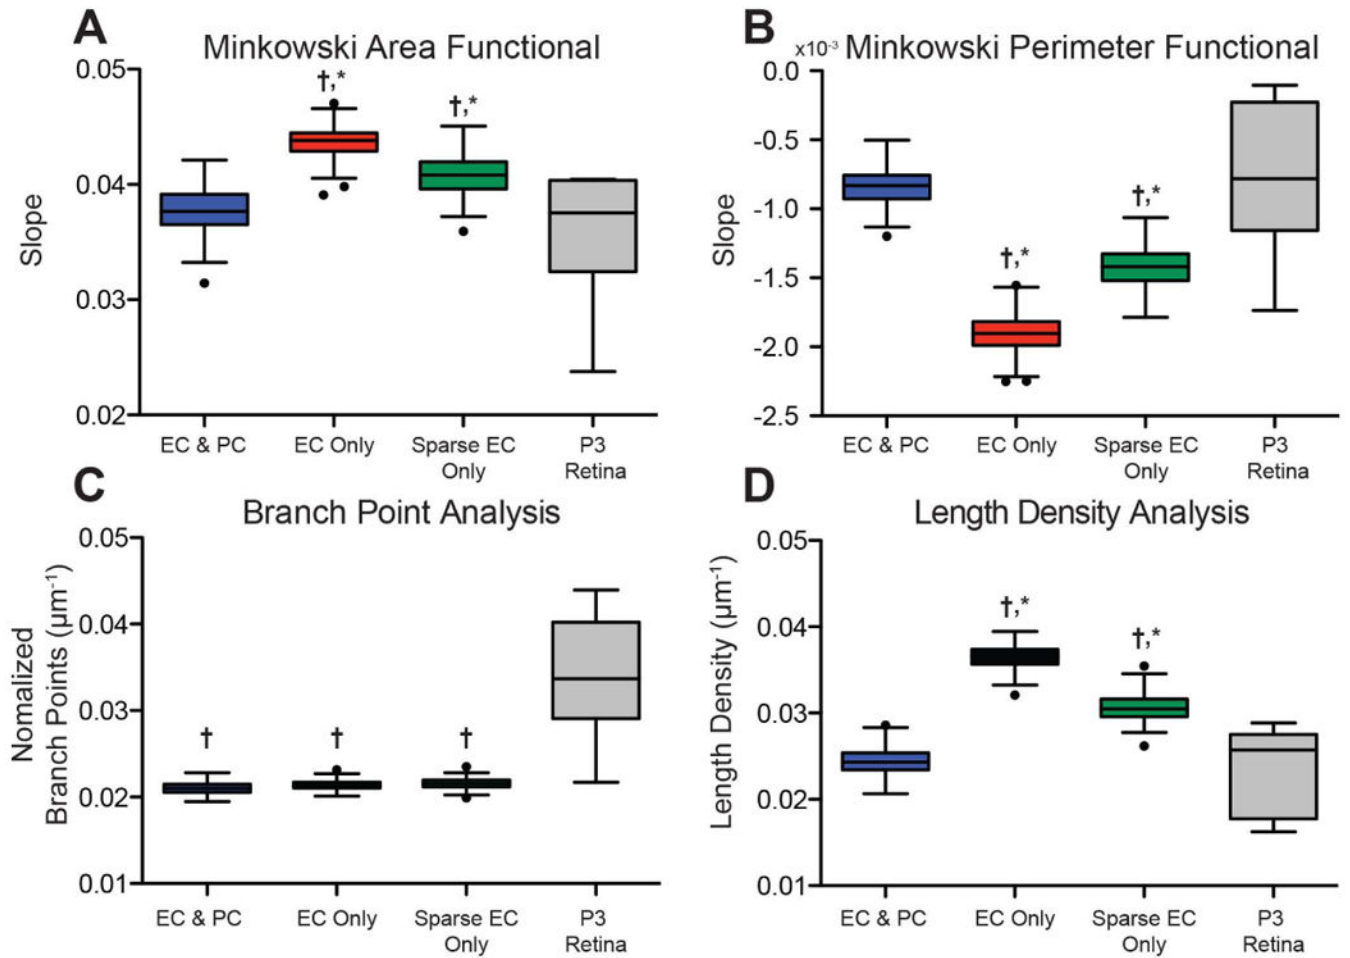 A
Minkowski Area Functional
Slope
0.05
0.04
0.03
0.02
†,*
†,*
EC & PC
EC Only
Sparse EC
Only
P3
Retina
B
x10-3 Minkowski Perimeter Functional
Slope
0.0
-0.5
-1.0
-1.5
-2.0
-2.5
†,*
†,*
EC & PC
EC Only
Sparse EC
Only
P3
Retina
C
Branch Point Analysis
Nomalized
Branch Points (µm-1)
0.05
0.04
0.03
0.02
0.01
†
†
†
EC & PC
EC Only
Sparse EC
Only
P3
Retina
D
Length Density Analysis
Length Density (µm-1)
0.05
0.04
0.03
0.02
0.01
†,*
†,*
EC & PC
EC Only
Sparse EC
Only
P3
Retina